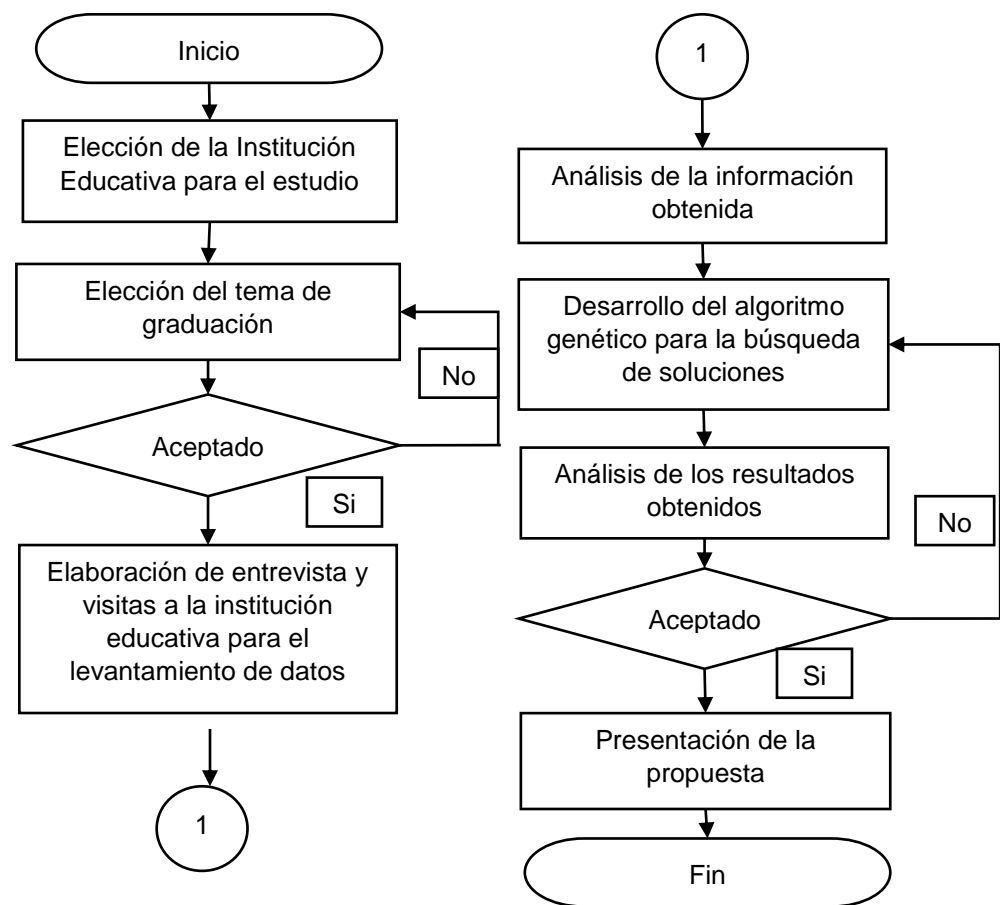 Inicio
Elección de la Institución
Educativa para el estudio
Elección del tema de
graduación
No
Aceptado
Si
Elaboración de entrevista y
visitas a la institución
educativa para el
levantamiento de datos
1
1
Análisis de la información
obtenida
Desarrollo del algoritmo
genético para la búsqueda
de soluciones
Análisis de los resultados
obtenidos
No
Aceptado
Si
Presentación de la
propuesta
Fin